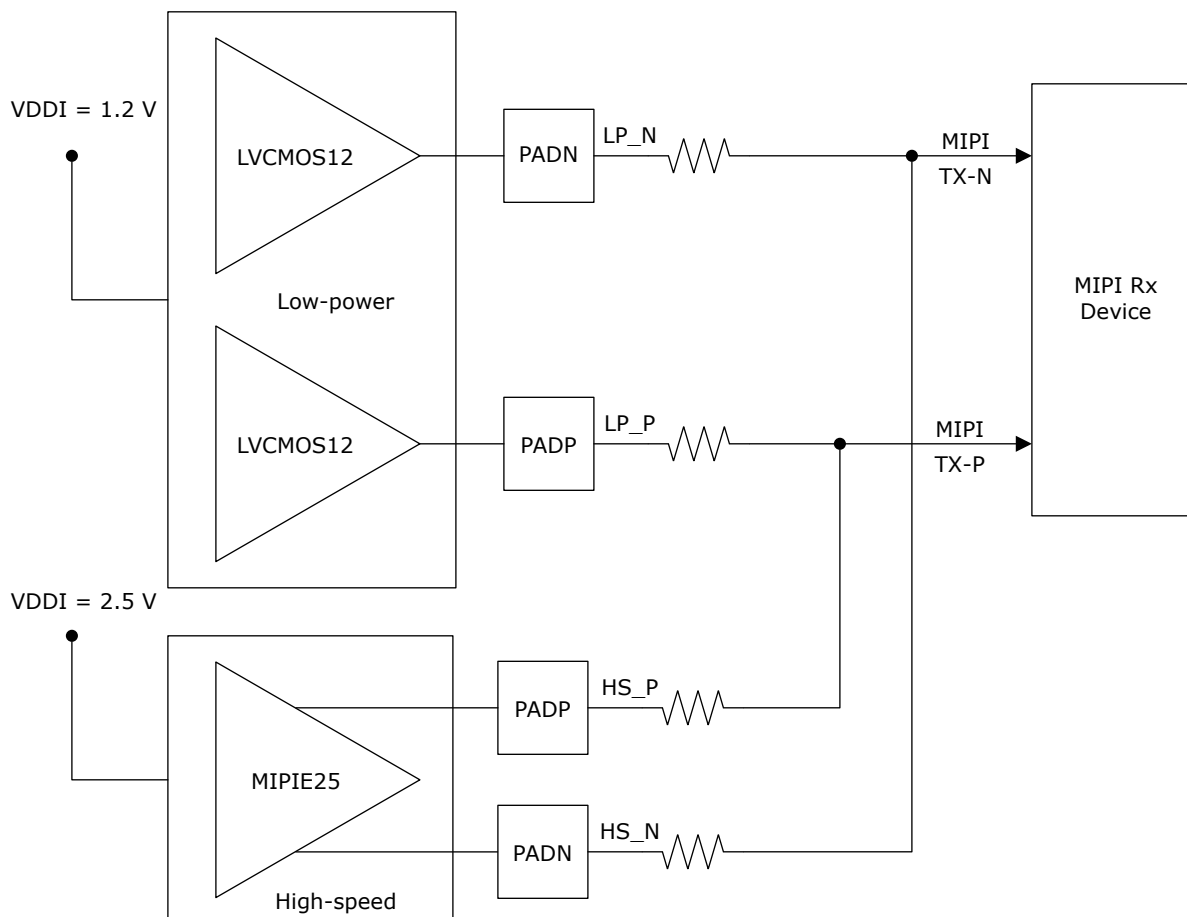 VDDI = 1.2 V
LVCMOS12
PADN
LP_N
MIPI
TX-N
Low-power
MIPI Rx
Device
LVCMOS12
PADP
LP_P
MIPI
TX-P
VDDI = 2.5 V
PADP
HS_P
MIPIE25
PADN
HS_N
High-speed